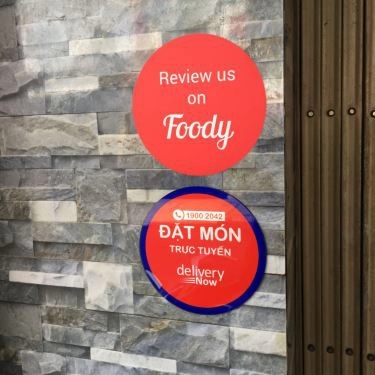 Review us
on
Foody
1900 2042
ĐẶT MÓN
TRỰC TUYẾN
delivery
Now